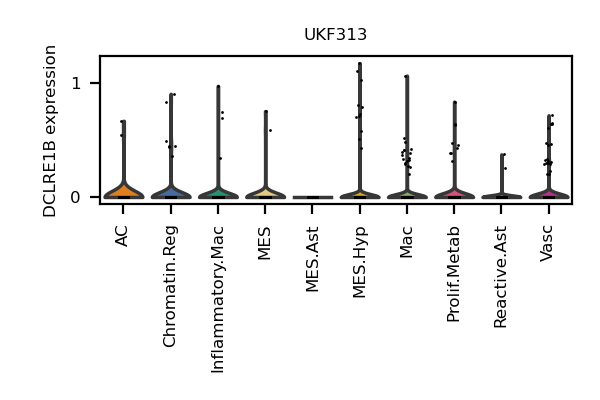 UKF313
DCLRE1B expression
1
0
AC
Chromatin.Reg
Inflammatory.Mac
MES
MES.Ast
MES.Hyp
Mac
Prolif.Metab
Reactive.Ast
Vasc